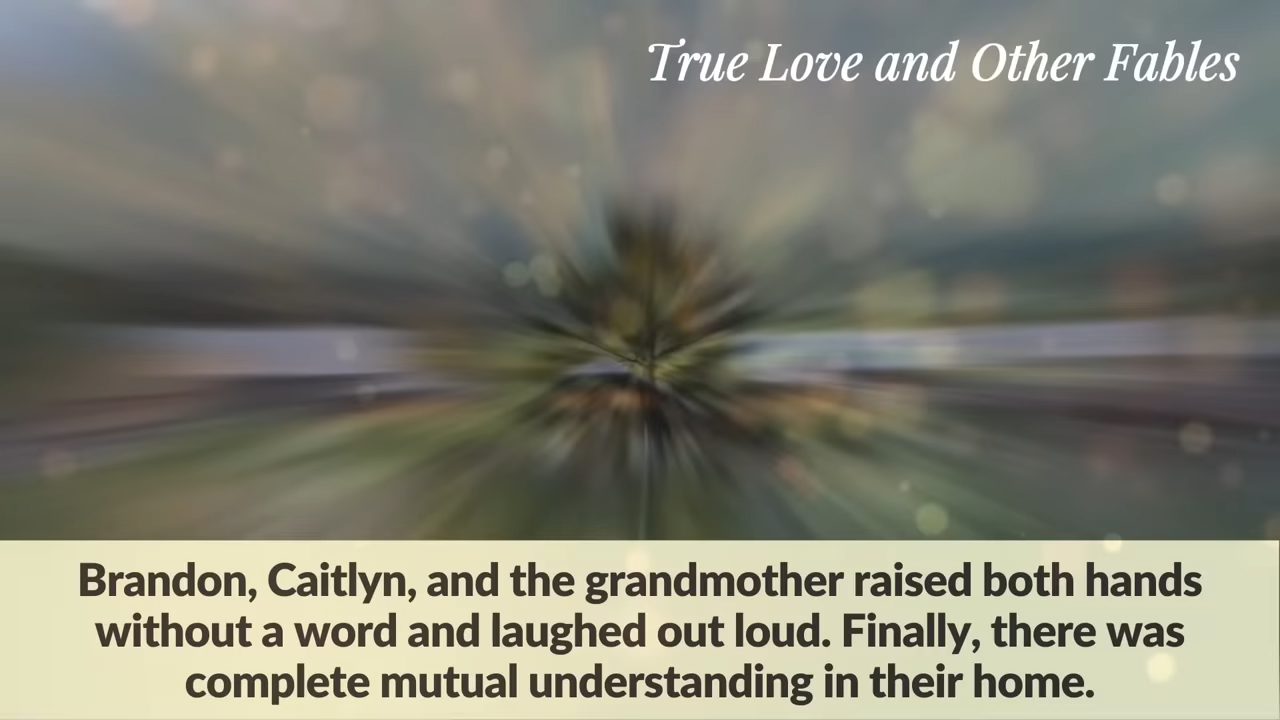 True Love and Other Fables
Brandon, Caitlyn, and the grandmother raised both hands
without a word and laughed out loud. Finally, there was
complete mutual understanding in their home.